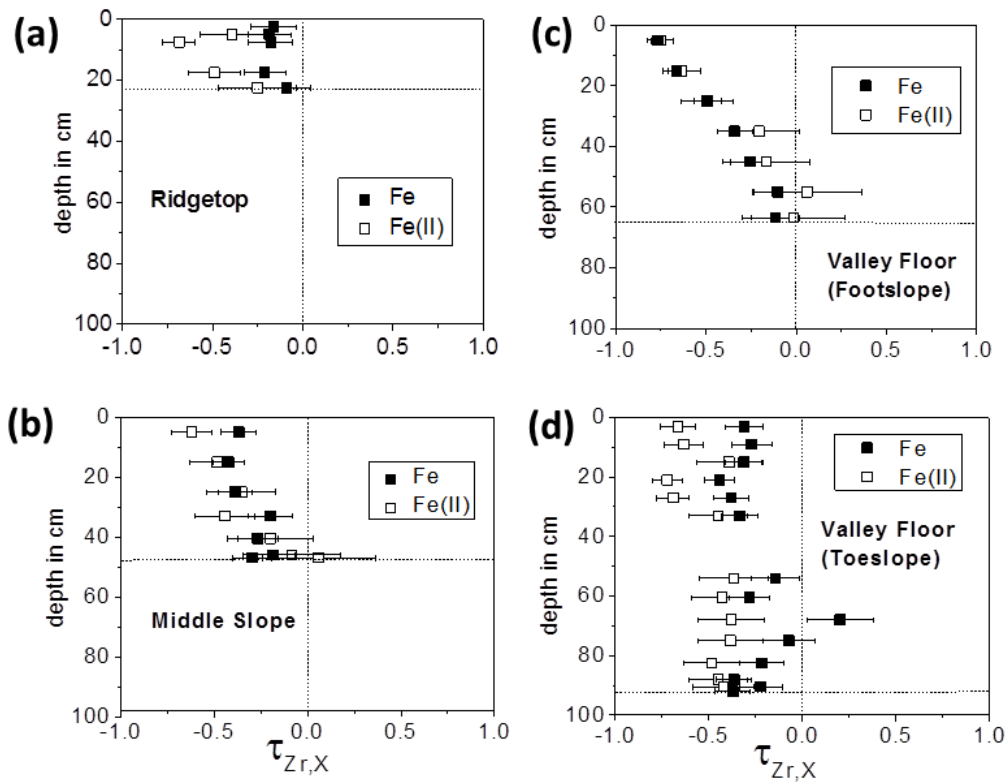 (a)
depth in cm
0
20
40
60
80
100
-1.0 -0.5 0.0 0.5 1.0
Ridgetop
Fe
Fe(II)
(c)
depth in cm
0
20
40
60
80
100
-1.0 -0.5 0.0 0.5 1.0
Fe
Fe(II)
Valley Floor
(Footslope)
(b)
depth in cm
0
20
40
60
80
100
-1.0 -0.5 0.0 0.5 1.0
Fe
Fe(II)
Middle Slope
τZr,X
(d)
depth in cm
0
20
40
60
80
100
-1.0 -0.5 0.0 0.5 1.0
Fe
Fe(II)
Valley Floor
(Toeslope)
τZr,X